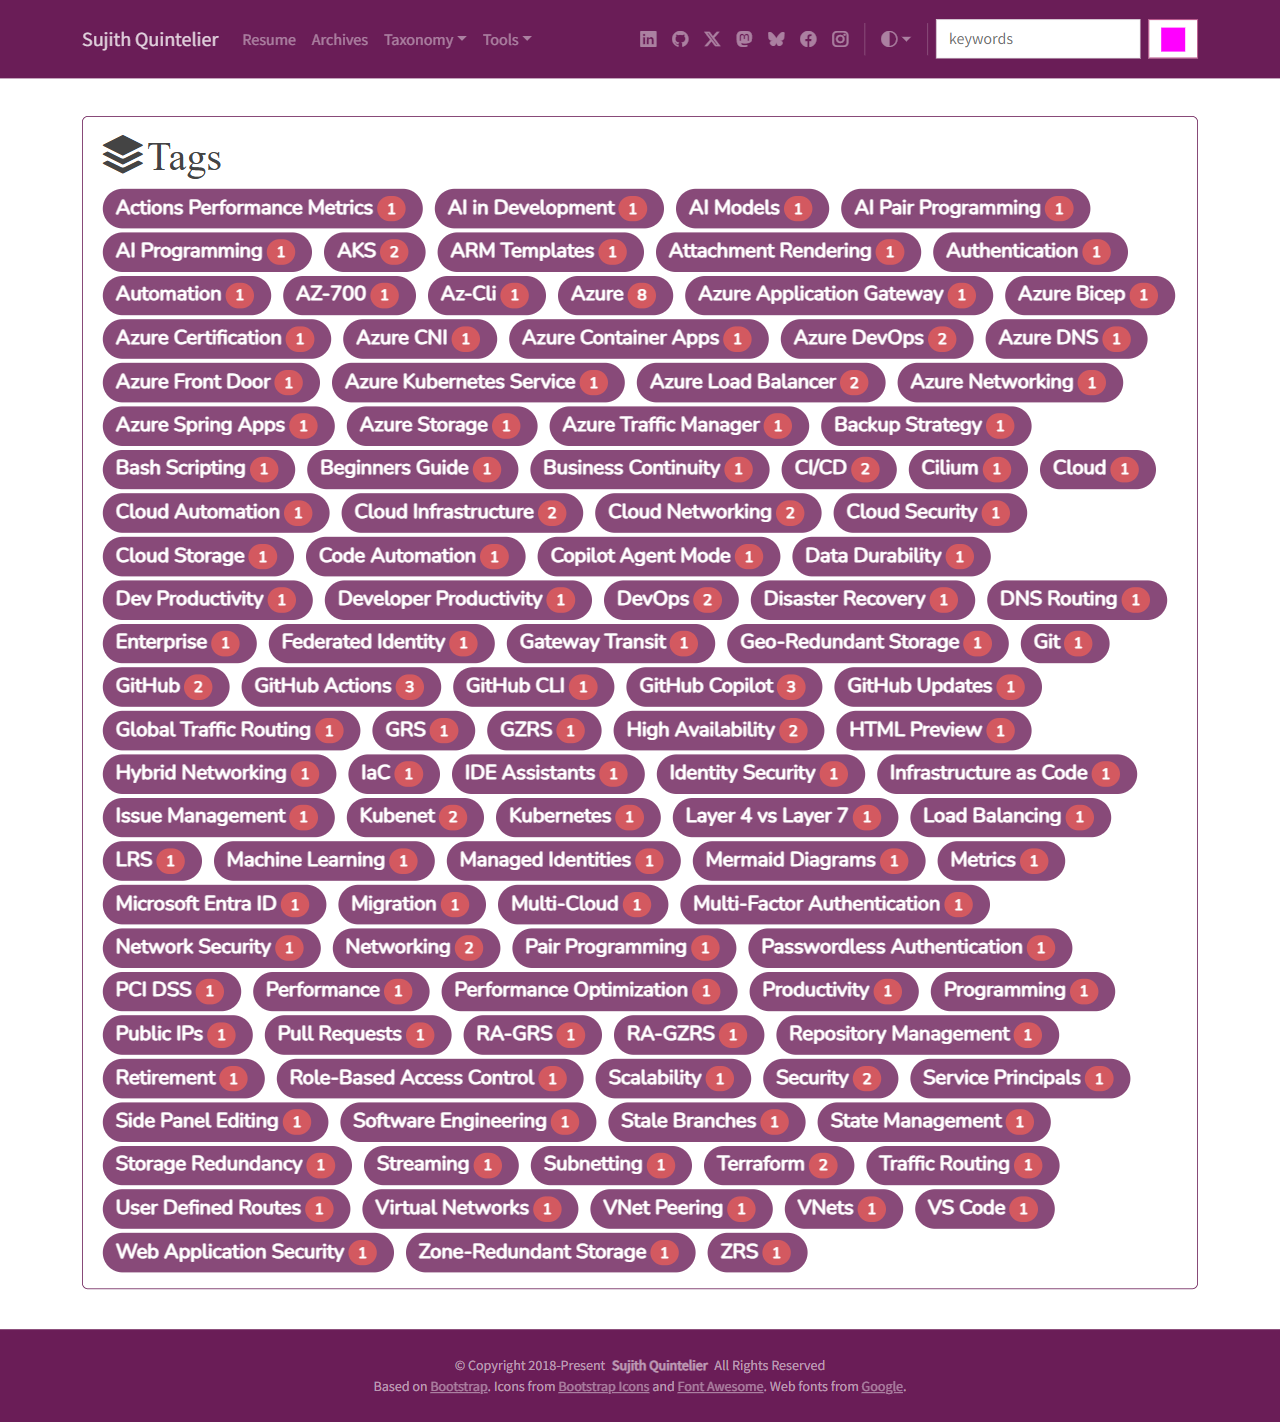 Sujith Quintelier Resume Archives Taxonomy Tools keywords
Tags
Actions Performance Metrics 1 AI in Development 1 AI Models 1 AI Pair Programming 1
AI Programming 1 AKS 2 ARM Templates 1 Attachment Rendering 1 Authentication 1
Automation 1 AZ-700 1 Az-Cli 1 Azure 8 Azure Application Gateway 1 Azure Bicep 1
Azure Certification 1 Azure CNI 1 Azure Container Apps 1 Azure DevOps 2 Azure DNS 1
Azure Front Door 1 Azure Kubernetes Service 1 Azure Load Balancer 2 Azure Networking 1
Azure Spring Apps 1 Azure Storage 1 Azure Traffic Manager 1 Backup Strategy 1
Bash Scripting 1 Beginners Guide 1 Business Continuity 1 CI/CD 2 Cilium 1 Cloud 1
Cloud Automation 1 Cloud Infrastructure 2 Cloud Networking 2 Cloud Security 1
Cloud Storage 1 Code Automation 1 Copilot Agent Mode 1 Data Durability 1
Dev Productivity 1 Developer Productivity 1 DevOps 2 Disaster Recovery 1 DNS Routing 1
Enterprise 1 Federated Identity 1 Gateway Transit 1 Geo-Redundant Storage 1 Git 1
GitHub 2 GitHub Actions 3 GitHub CLI 1 GitHub Copilot 3 GitHub Updates 1
Global Traffic Routing 1 GRS 1 GZRS 1 High Availability 2 HTML Preview 1
Hybrid Networking 1 IaC 1 IDE Assistants 1 Identity Security 1 Infrastructure as Code 1
Issue Management 1 Kubenet 2 Kubernetes 1 Layer 4 vs Layer 7 1 Load Balancing 1
LRS 1 Machine Learning 1 Managed Identities 1 Mermaid Diagrams 1 Metrics 1
Microsoft Entra ID 1 Migration 1 Multi-Cloud 1 Multi-Factor Authentication 1
Network Security 1 Networking 2 Pair Programming 1 Passwordless Authentication 1
PCI DSS 1 Performance 1 Performance Optimization 1 Productivity 1 Programming 1
Public IPs 1 Pull Requests 1 RA-GRS 1 RA-GZRS 1 Repository Management 1
Retirement 1 Role-Based Access Control 1 Scalability 1 Security 2 Service Principals 1
Side Panel Editing 1 Software Engineering 1 Stale Branches 1 State Management 1
Storage Redundancy 1 Streaming 1 Subnetting 1 Terraform 2 Traffic Routing 1
User Defined Routes 1 Virtual Networks 1 VNet Peering 1 VNets 1 VS Code 1
Web Application Security 1 Zone-Redundant Storage 1 ZRS 1
© Copyright 2018-Present Sujith Quintelier All Rights Reserved
Based on Bootstrap. Icons from Bootstrap Icons and Font Awesome. Web fonts from Google.